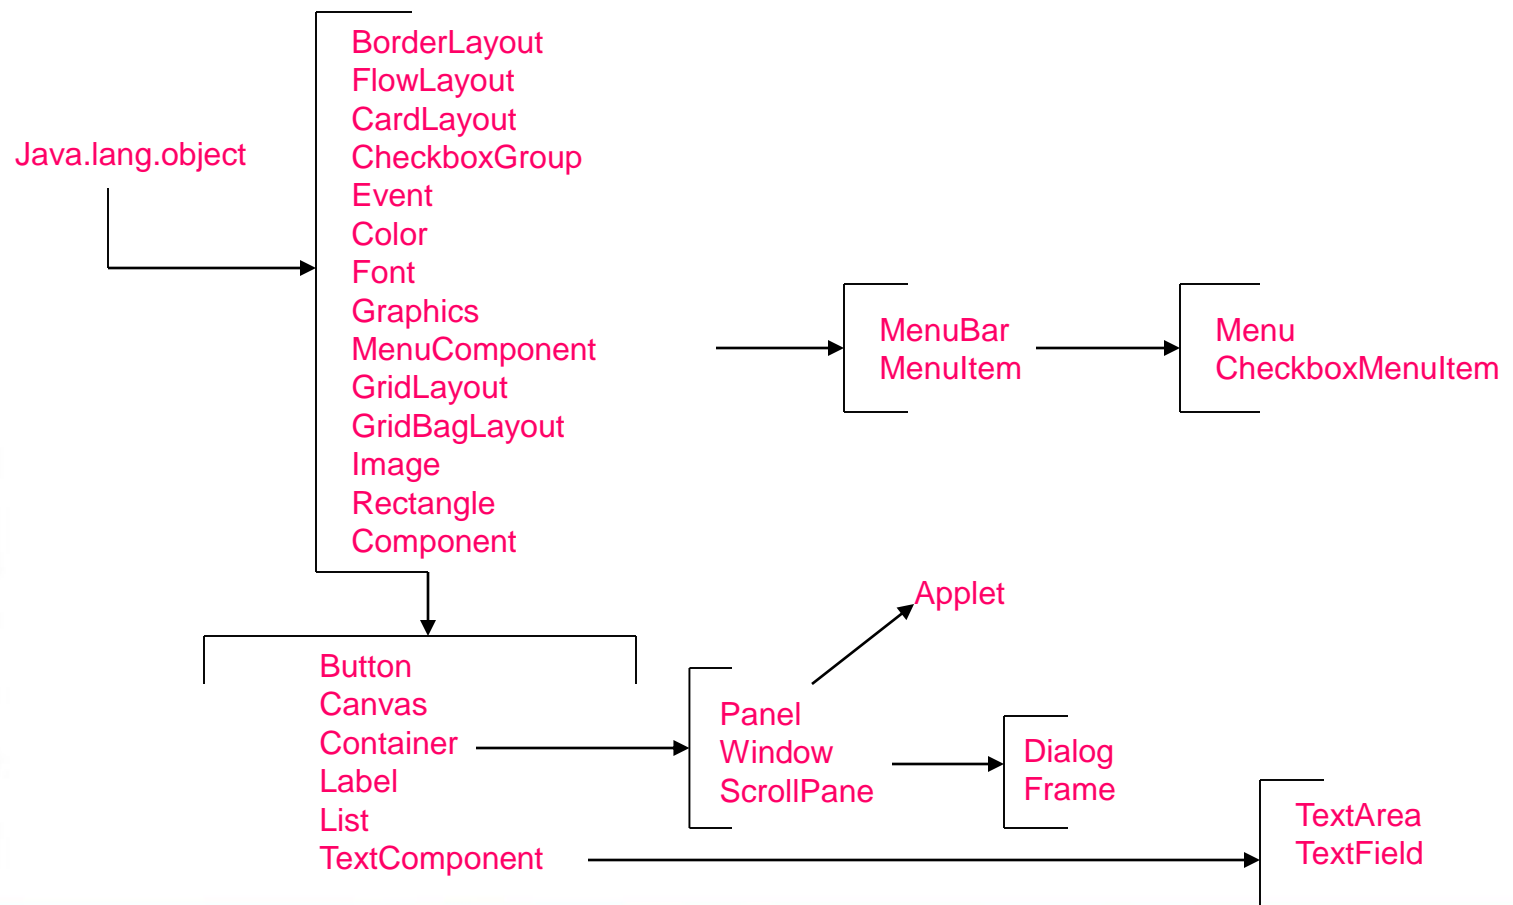 Java.lang.object
BorderLayout
FlowLayout
CardLayout
CheckboxGroup
Event
Color
Font
Graphics
MenuComponent
GridLayout
GridBagLayout
Image
Rectangle
Component
MenuBar
MenuItem
Menu
CheckboxMenuItem
Button
Canvas
Container
Label
List
TextComponent
Applet
Panel
Window
ScrollPane
Dialog
Frame
TextArea
TextField